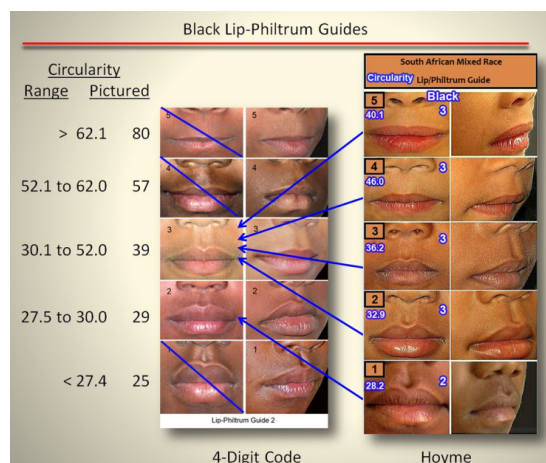 Black Lip-Philtrum Guides
Circularity
Range Pictured
> 62.1 80
52.1 to 62.0 57
30.1 to 52.0 39
27.5 to 30.0 29
< 27.4 25
5 5
4 4
3 3
2 2
1 1
Lip-Philtrum Guide 2
4-Digit Code
South African Mixed Race
Circularity Lip/Philtrum Guide
Black
5 3
40.1
4 3
46.0
3 3
36.2
2 3
32.9
1 2
28.2
Hoyme